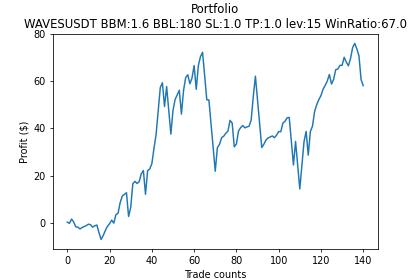 Portfolio
WAVESUSDT BBM:1.6 BBL:180 SL:1.0 TP:1.0 lev:15 WinRatio:67.0
80
60
40
20
0
Profit ($)
0 20 40 60 80 100 120 140
Trade counts